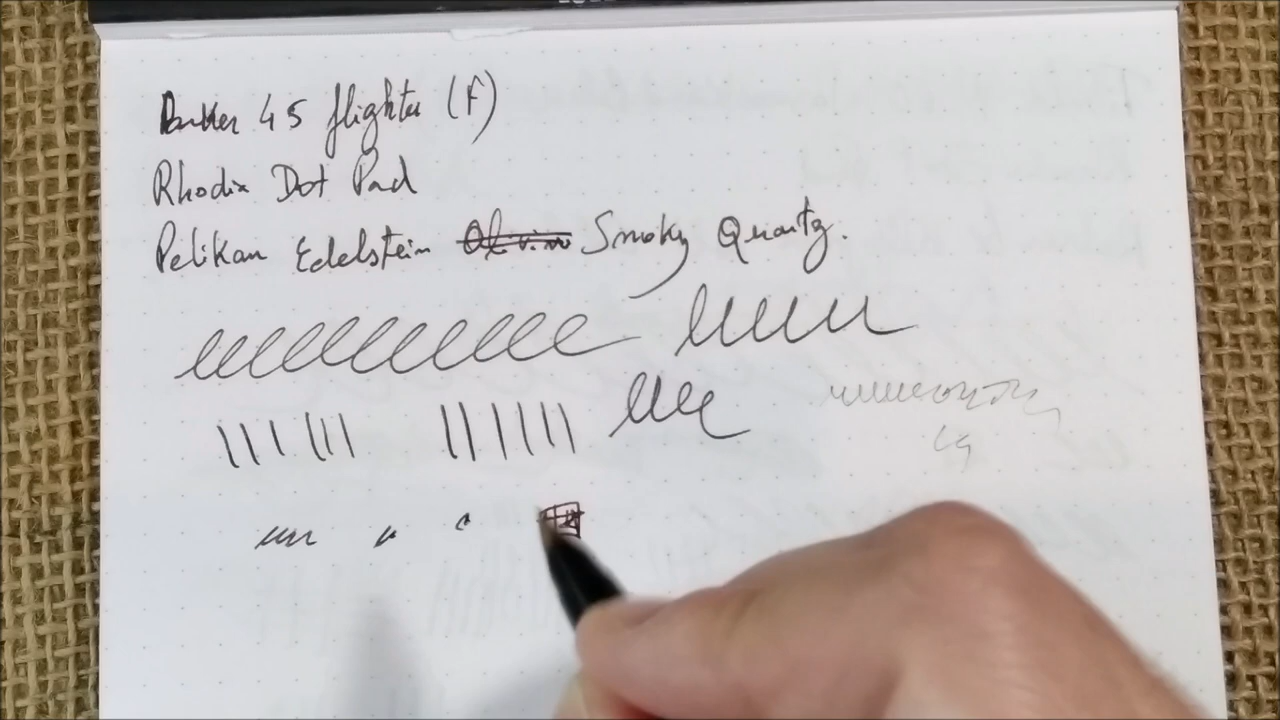 Parker 45 flighter (F)
Rhodia Dot Pad
Pelikan Edelstein Smoky Quartz.